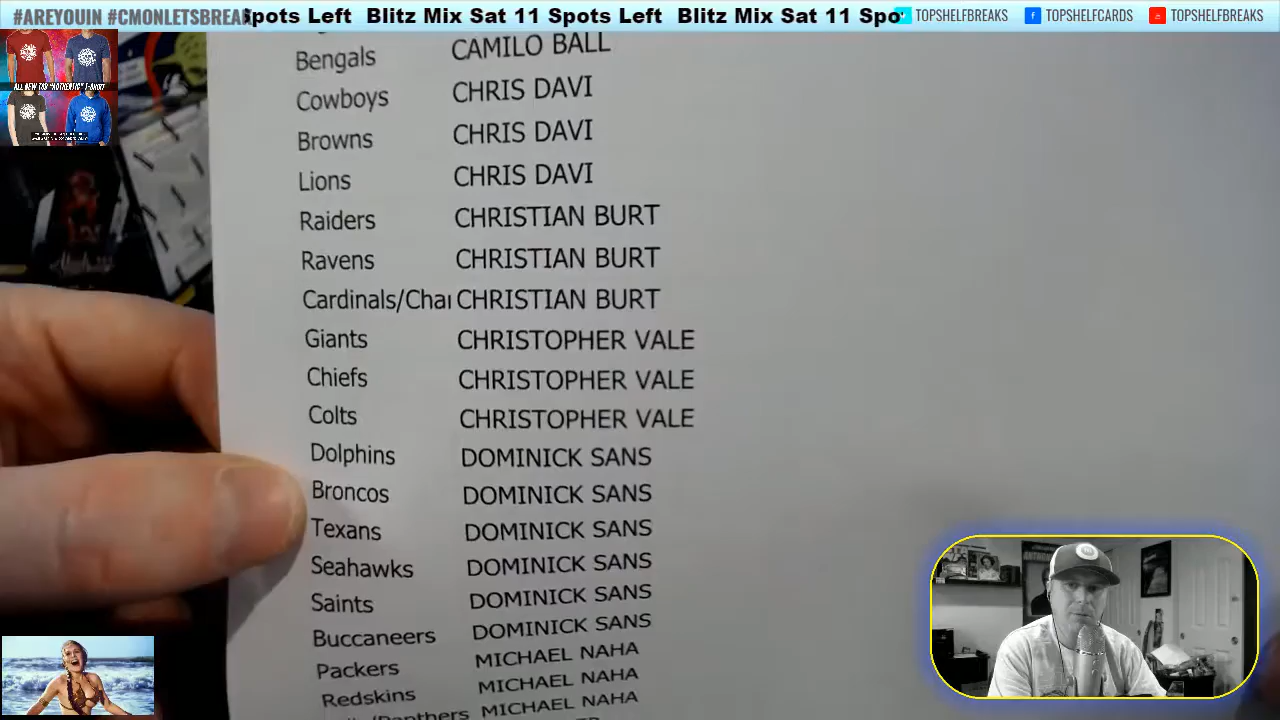 #AREYOUIN #CMONLETSBREAK
Spots Left Blitz Mix Sat 11 Spots Left Blitz Mix Sat 11 Spo
TOPSHELFBREAKS TOPSHELFCARDS TOPSHELFBREAKS
Bengals CAMILO BALL
Cowboys CHRIS DAVI
Browns CHRIS DAVI
Lions CHRIS DAVI
Raiders CHRISTIAN BURT
Ravens CHRISTIAN BURT
Cardinals/Char CHRISTIAN BURT
Giants CHRISTOPHER VALE
Chiefs CHRISTOPHER VALE
Colts CHRISTOPHER VALE
Dolphins DOMINICK SANS
Broncos DOMINICK SANS
Texans DOMINICK SANS
Seahawks DOMINICK SANS
Saints DOMINICK SANS
Buccaneers DOMINICK SANS
Packers MICHAEL NAHA
Redskins MICHAEL NAHA
/Panthers MICHAEL NAHA